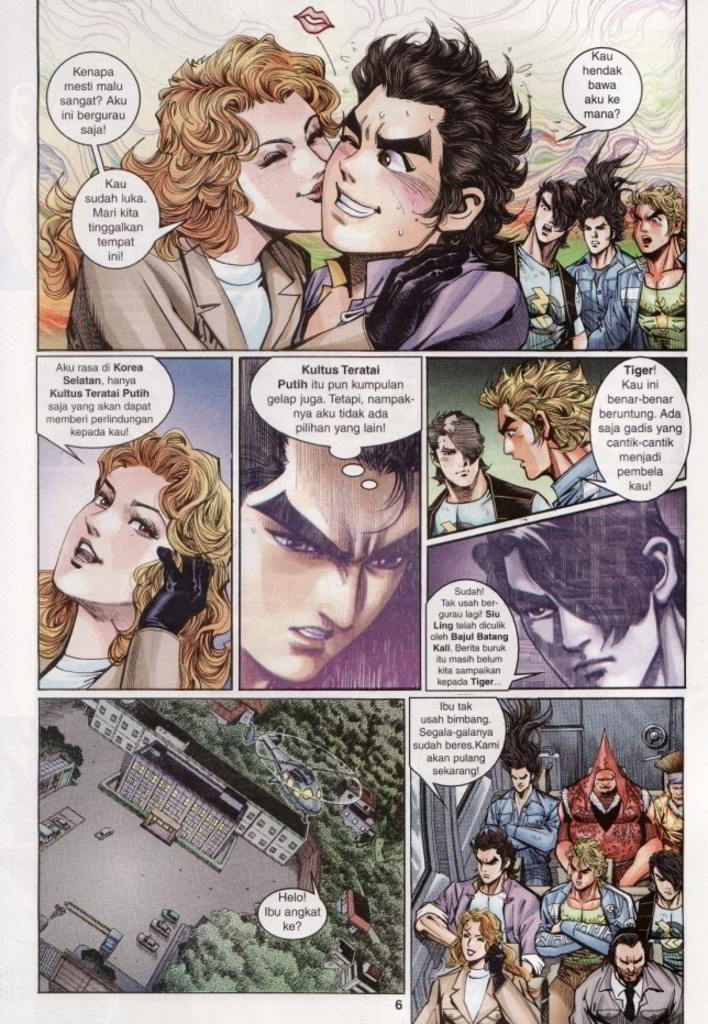 Kenapa
mesti malu
sangat? Aku
ini bergurau
saja!
Kau
sudah luka.
Mari kita
tinggalkan
tempat
ini!
Kau
hendak
bawa
aku ke
mana?
Aku rasa di Korea
Selatan, hanya
Kultus Teratai Putih
saja yang akan dapat
memberi perlindungan
kepada kau!
Kultus Teratai
Putih itu pun kumpulan
gelap juga. Tetapi, nampak-
nya aku tidak ada
pilihan yang lain!
Tiger!
Kau ini
benar-benar
beruntung. Ada
saja gadis yang
cantik-cantik
menjadi
pembela
kau!
Sudah!
Tak usah ber-
gurau lagi! Siu
Ling telah diculik
oleh Bajul Batang
Kali. Berita buruk
itu masih belum
kita sampaikan
kepada Tiger...
Helo!
Ibu angkat
ke?
Ibu tak
usah bimbang.
Segala-galanya
sudah beres.Kami
akan pulang
sekarang!
6